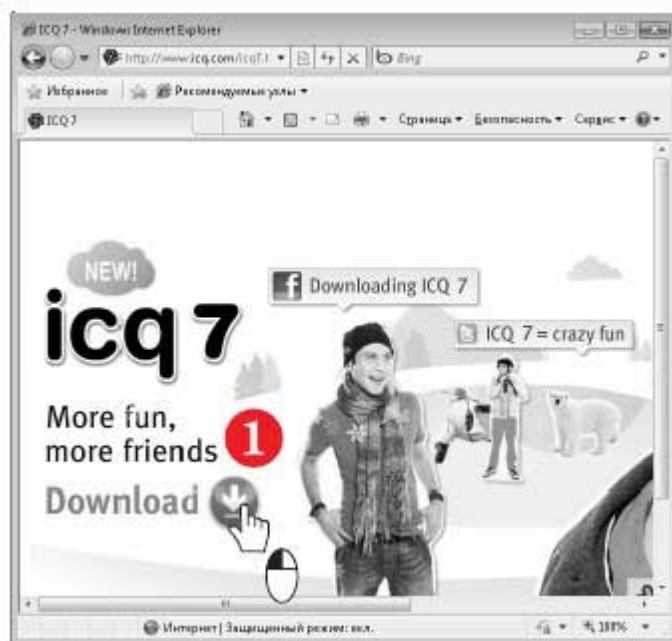 ICQ 7 - Windows Internet Explorer
http://www.icq.com/icq7.h
Bing
Избранное
Рекомендуемые узлы
ICQ 7
Страница Безопасность Сервис
NEW!
icq 7
Downloading ICQ 7
ICQ 7 = crazy fun
More fun,
more friends
1
Download
Интернет | Защищенный режим: вкл.
100%